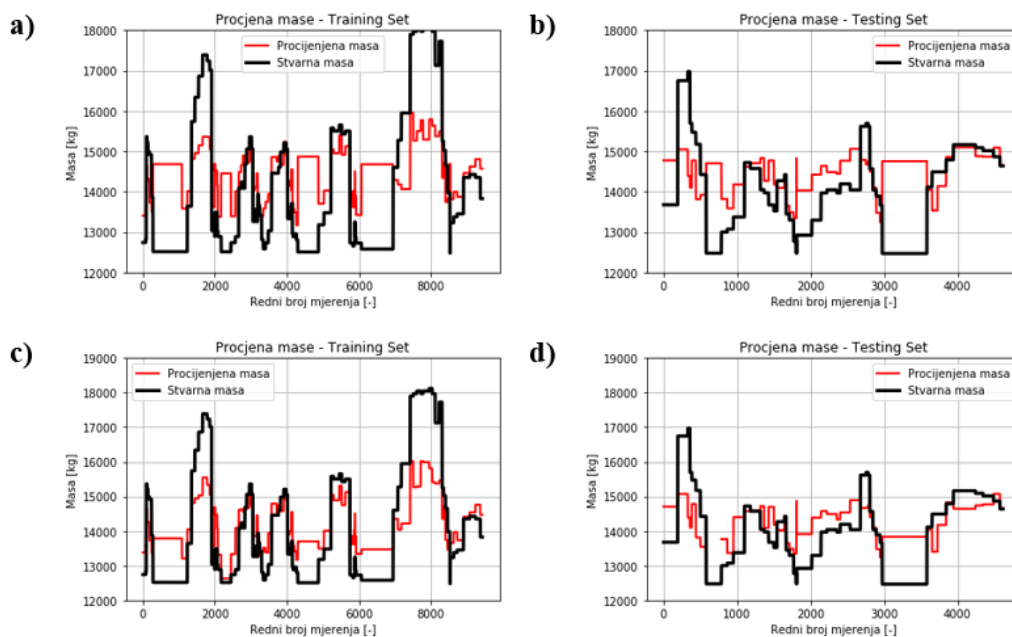 a)
Procjena mase - Training Set
Masa [kg]
18000
17000
16000
15000
14000
13000
12000
Procijenjena masa
Stvarna masa
0
2000
4000
6000
8000
Redni broj mjerenja [-]
b)
Procjena mase - Testing Set
Masa [kg]
18000
17000
16000
15000
14000
13000
12000
Procijenjena masa
Stvarna masa
0
1000
2000
3000
4000
Redni broj mjerenja [-]
c)
Procjena mase - Training Set
Masa [kg]
19000
18000
17000
16000
15000
14000
13000
12000
Procijenjena masa
Stvarna masa
0
2000
4000
6000
8000
Redni broj mjerenja [-]
d)
Procjena mase - Testing Set
Masa [kg]
19000
18000
17000
16000
15000
14000
13000
12000
Procijenjena masa
Stvarna masa
0
1000
2000
3000
4000
Redni broj mjerenja [-]